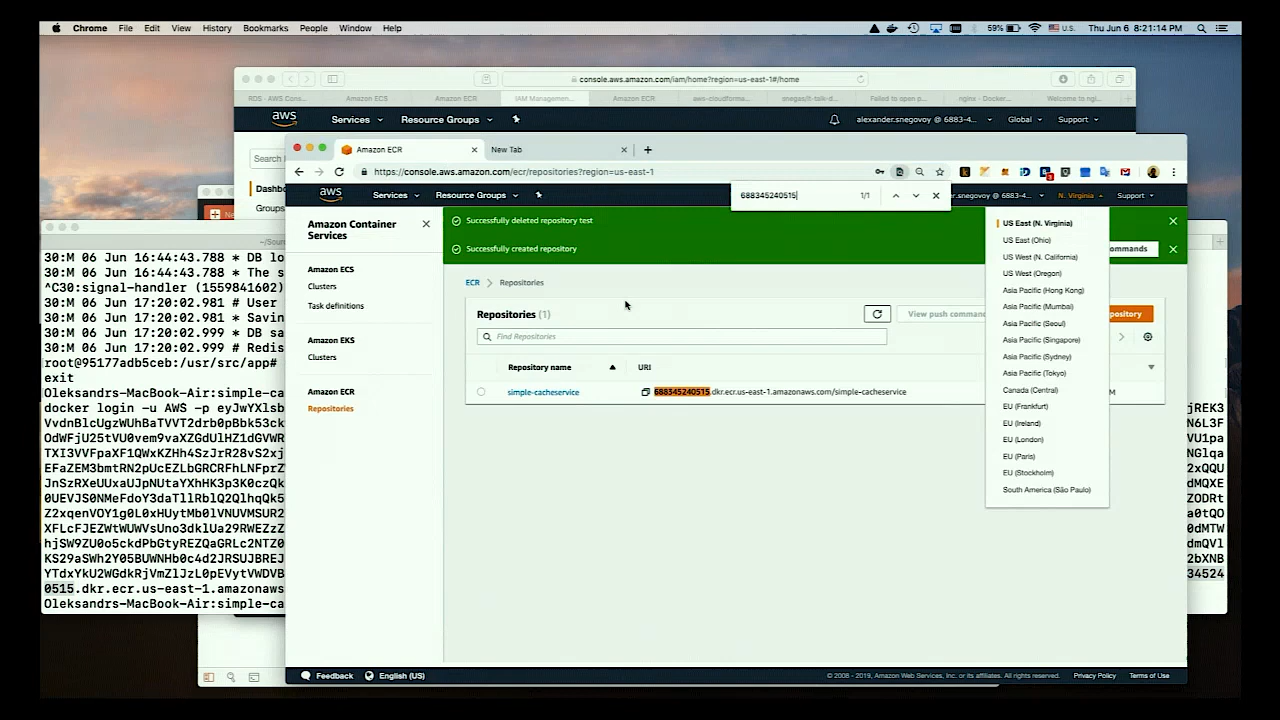 Chrome File Edit View History Bookmarks People Window Help
59% U.S. Thu Jun 6 8:21:14 PM
console.aws.amazon.com/iam/home?region=us-east-1#/home
RDS - AWS Cons...
Amazon ECS
Amazon ECR
IAM Managemen...
Amazon ECR
aws-cloudforma...
Failed to open p...
nginx - Docker...
Welcome to ngi...
aws Services Resource Groups
alexander.snegovoy @ 6883-4... Global Support
Search
Dashbo
Groups
Amazon ECR
New Tab
https://console.aws.amazon.com/ecr/repositories?region=us-east-1
aws Services Resource Groups
688345240515 1/1
snegovoy @ 6883-4... N. Virginia Support
Amazon Container
Services
Amazon ECS
Clusters
Task definitions
Amazon EKS
Clusters
Amazon ECR
Repositories
Successfully deleted repository test
Successfully created repository
ommands
ECR > Repositories
Repositories (1)
View push comman
pository
Find Repositories
Repository name
URI
simple-cacheservice
688345240515.dkr.ecr.us-east-1.amazonaws.com/simple-cacheservice
M
US East (N. Virginia)
US East (Ohio)
US West (N. California)
US West (Oregon)
Asia Pacific (Hong Kong)
Asia Pacific (Mumbai)
Asia Pacific (Seoul)
Asia Pacific (Singapore)
Asia Pacific (Sydney)
Asia Pacific (Tokyo)
Canada (Central)
EU (Frankfurt)
EU (Ireland)
EU (London)
EU (Paris)
EU (Stockholm)
South America (São Paulo)
Feedback English (US)
© 2008 - 2019, Amazon Web Services, Inc. or its affiliates. All rights reserved. Privacy Policy Terms of Use
~/Sour
30:M 06 Jun 16:44:43.788 * DB lo
30:M 06 Jun 16:44:43.788 * The s
^C30:signal-handler (1559841602)
30:M 06 Jun 17:20:02.981 # User
30:M 06 Jun 17:20:02.981 * Savin
30:M 06 Jun 17:20:02.999 * DB sa
30:M 06 Jun 17:20:02.999 # Redis
root@95177adb5ceb:/usr/src/app#
exit
Oleksandrs-MacBook-Air:simple-ca
docker login -u AWS -p eyJwYXlsb
0515.dkr.ecr.us-east-1.amazonaws
Oleksandrs-MacBook-Air:simple-ca